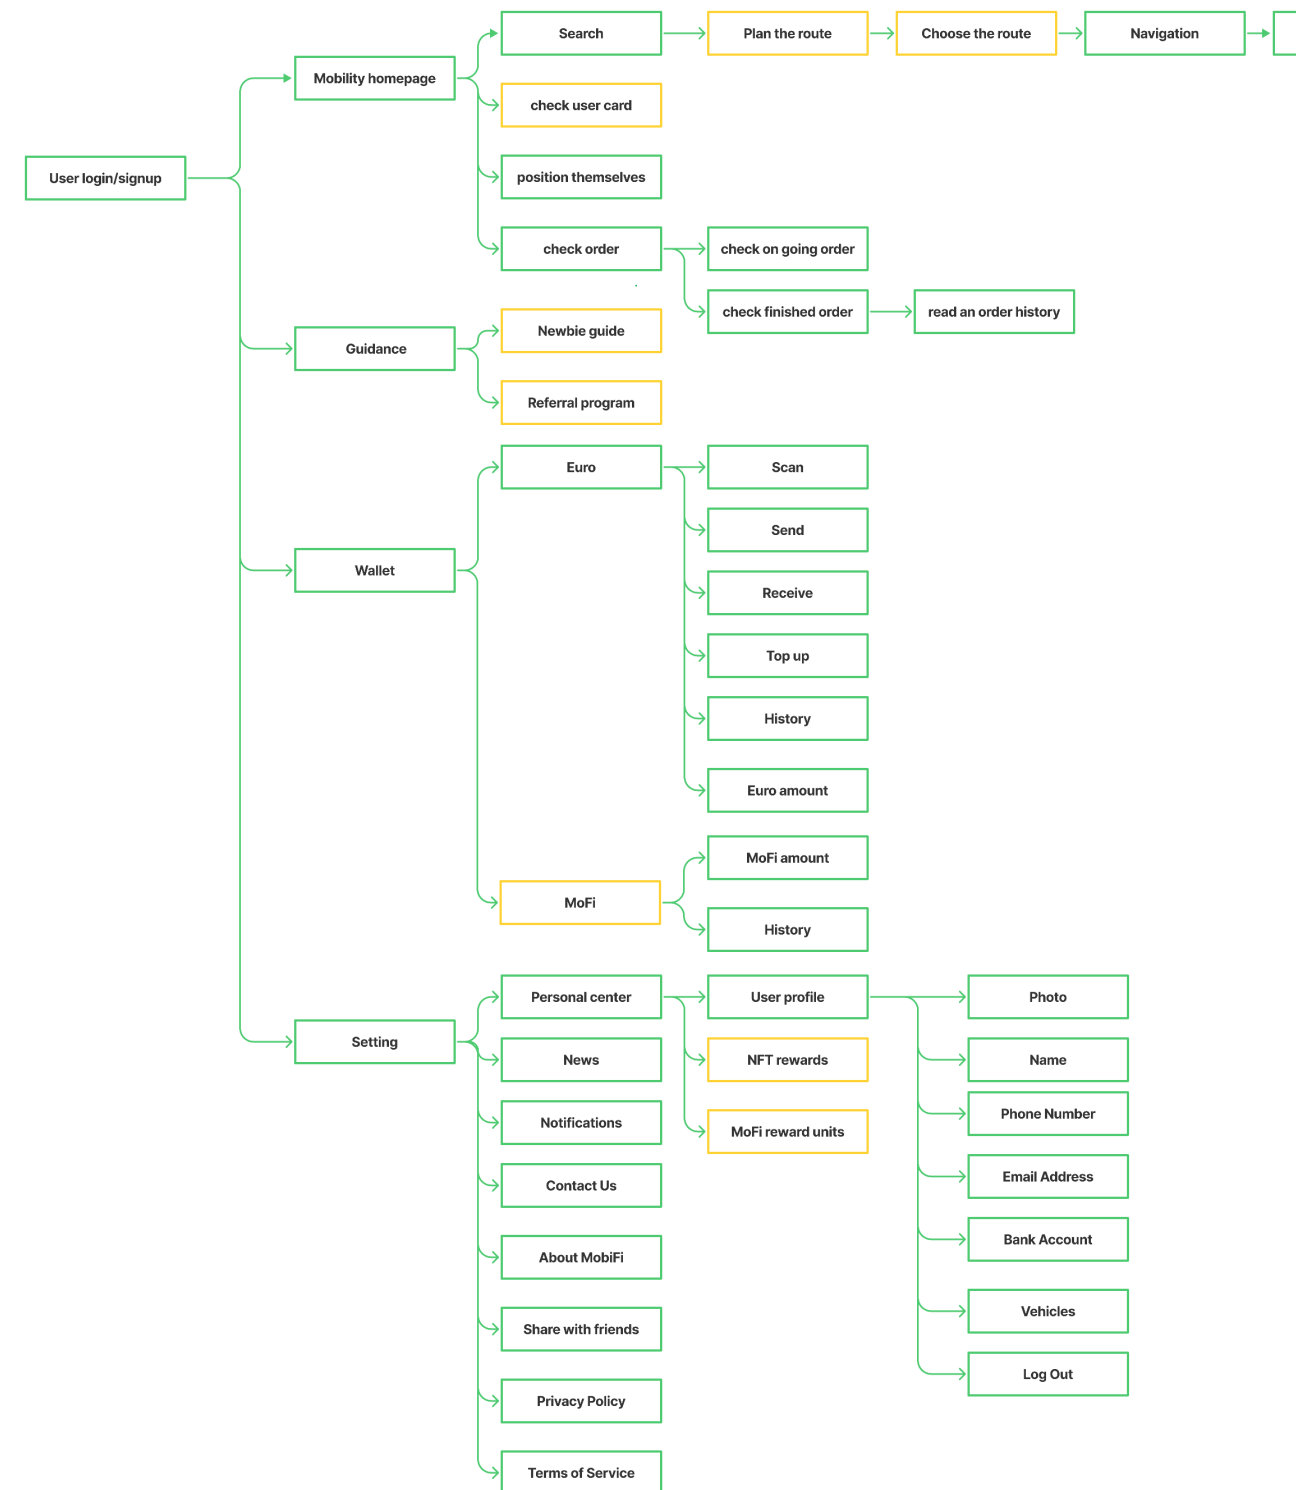 Search
Plan the route
Choose the route
Navigation
Mobility homepage
check user card
User login/signup
position themselves
check order
check on going order
check finished order
read an order history
Newbie guide
Guidance
Referral program
Euro
Scan
Send
Wallet
Receive
Top up
History
Euro amount
MoFi amount
MoFi
History
Personal center
User profile
Photo
Setting
News
NFT rewards
Name
Notifications
MoFi reward units
Phone Number
Contact Us
Email Address
About MobiFi
Bank Account
Share with friends
Vehicles
Privacy Policy
Log Out
Terms of Service